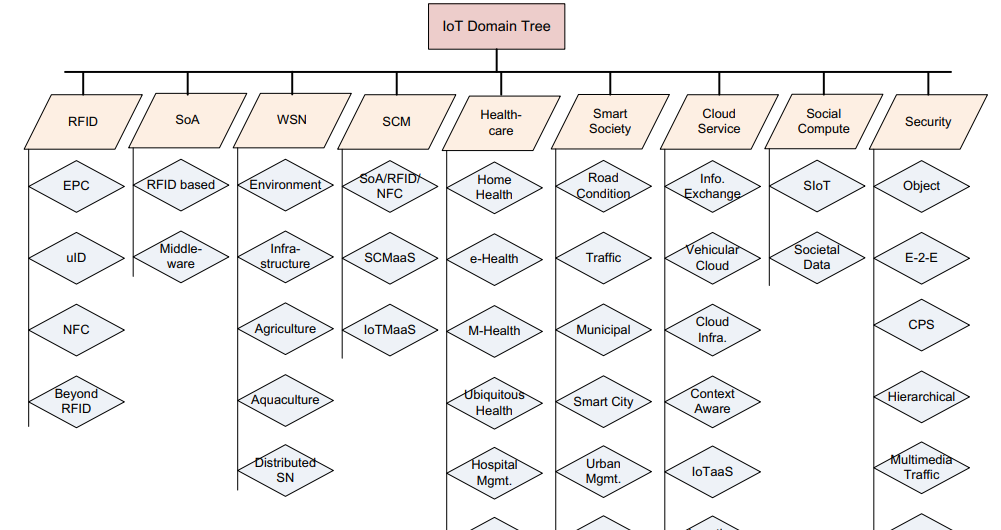 IoT Domain Tree
RFID
SoA
WSN
SCM
Health-
care
Smart
Society
Cloud
Service
Social
Compute
Security
EPC
uID
NFC
Beyond
RFID
RFID based
Middle-
ware
Environment
Infra-
structure
Agriculture
Aquaculture
Distributed
SN
SoA/RFID/
NFC
SCMaaS
IoTMaaS
Home
Health
e-Health
M-Health
Ubiquitous
Health
Hospital
Mgmt.
Road
Condition
Traffic
Municipal
Smart City
Urban
Mgmt.
Info.
Exchange
Vehicular
Cloud
Cloud
Infra.
Context
Aware
IoTaaS
SIoT
Societal
Data
Object
E-2-E
CPS
Hierarchical
Multimedia
Traffic